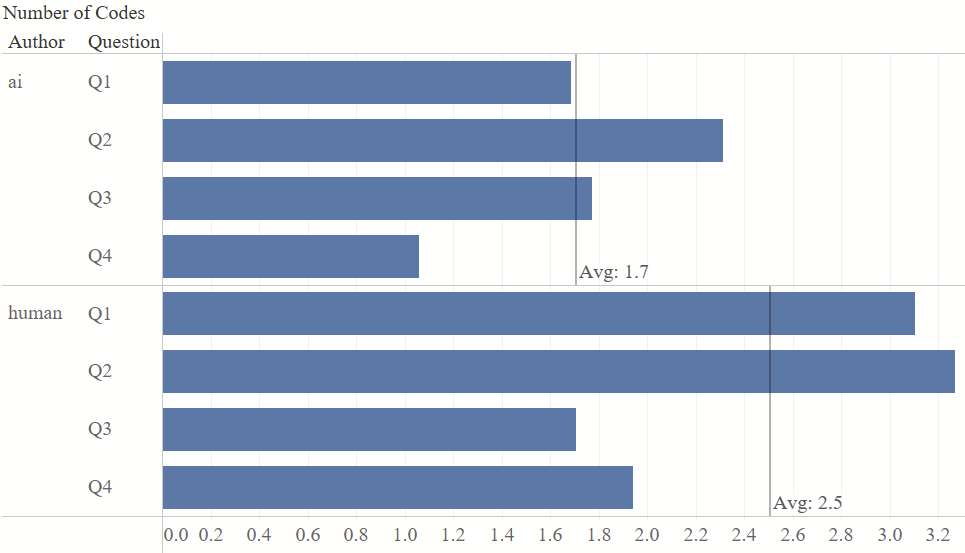 Number of Codes
Author Question
ai Q1
Q2
Q3
Q4
Avg: 1.7
human Q1
Q2
Q3
Q4
Avg: 2.5
0.0 0.2 0.4 0.6 0.8 1.0 1.2 1.4 1.6 1.8 2.0 2.2 2.4 2.6 2.8 3.0 3.2